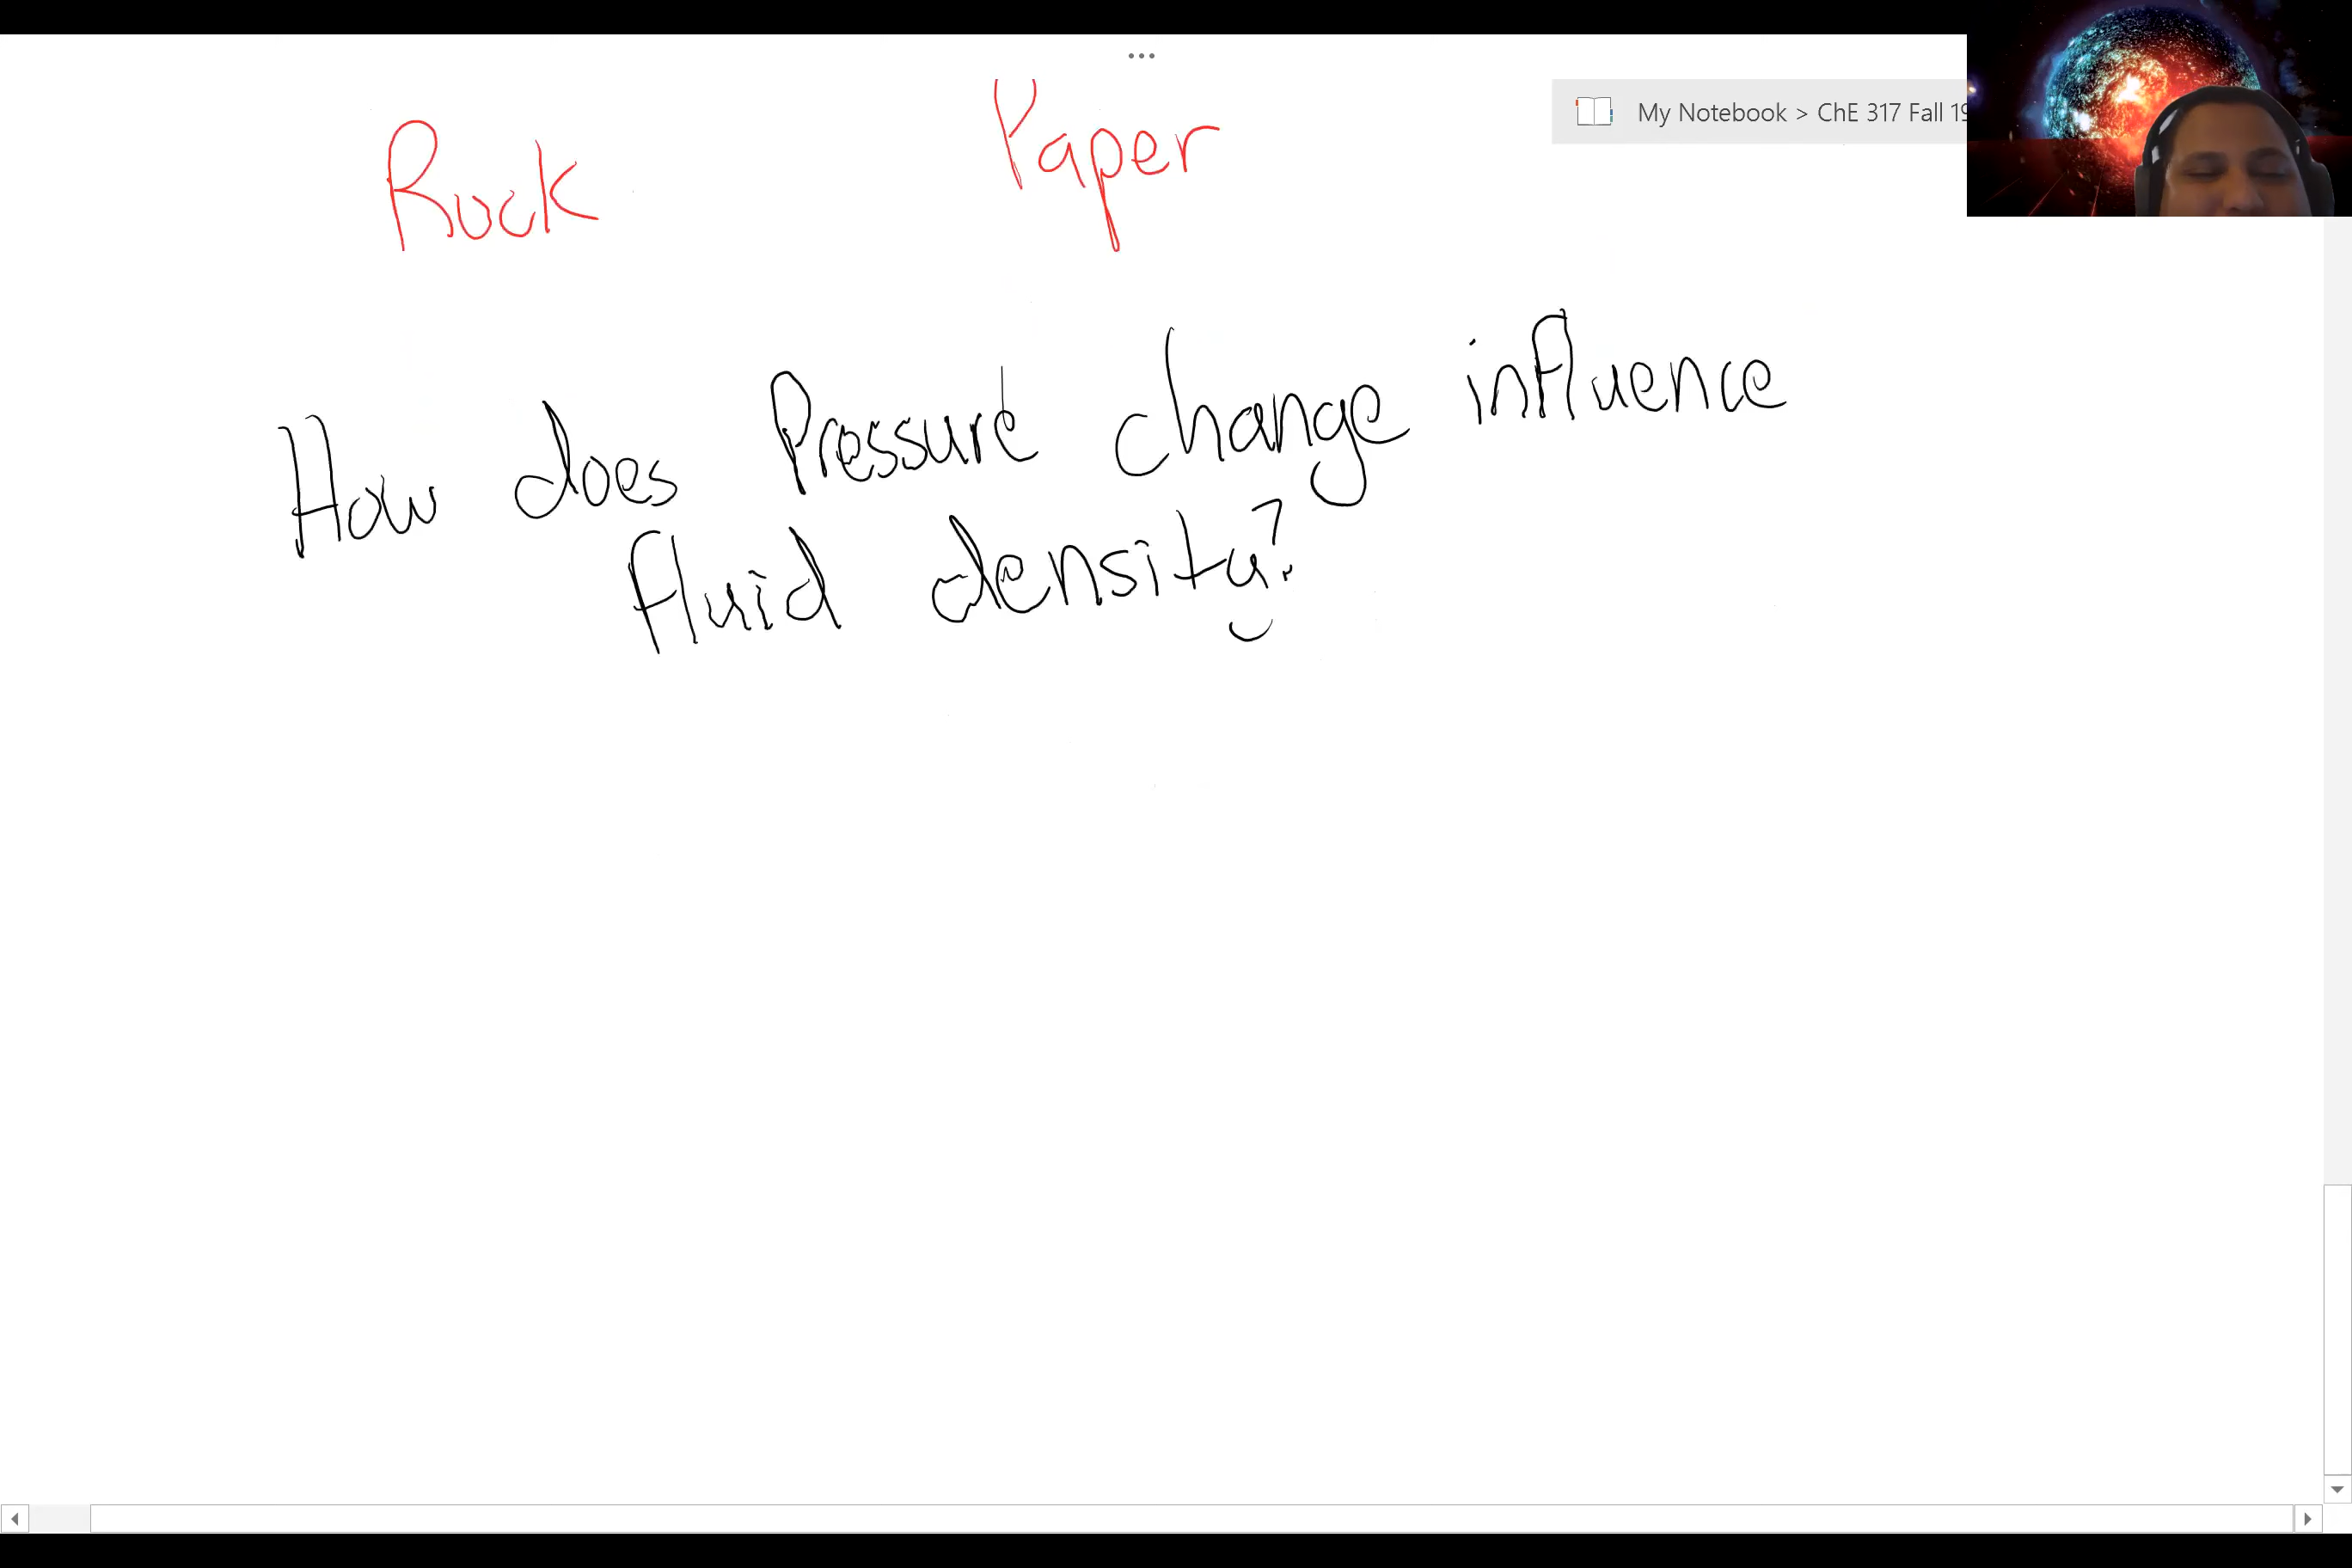 Rock Paper
My Notebook > ChE 317 Fall 19
How does Pressure change influence
fluid density?